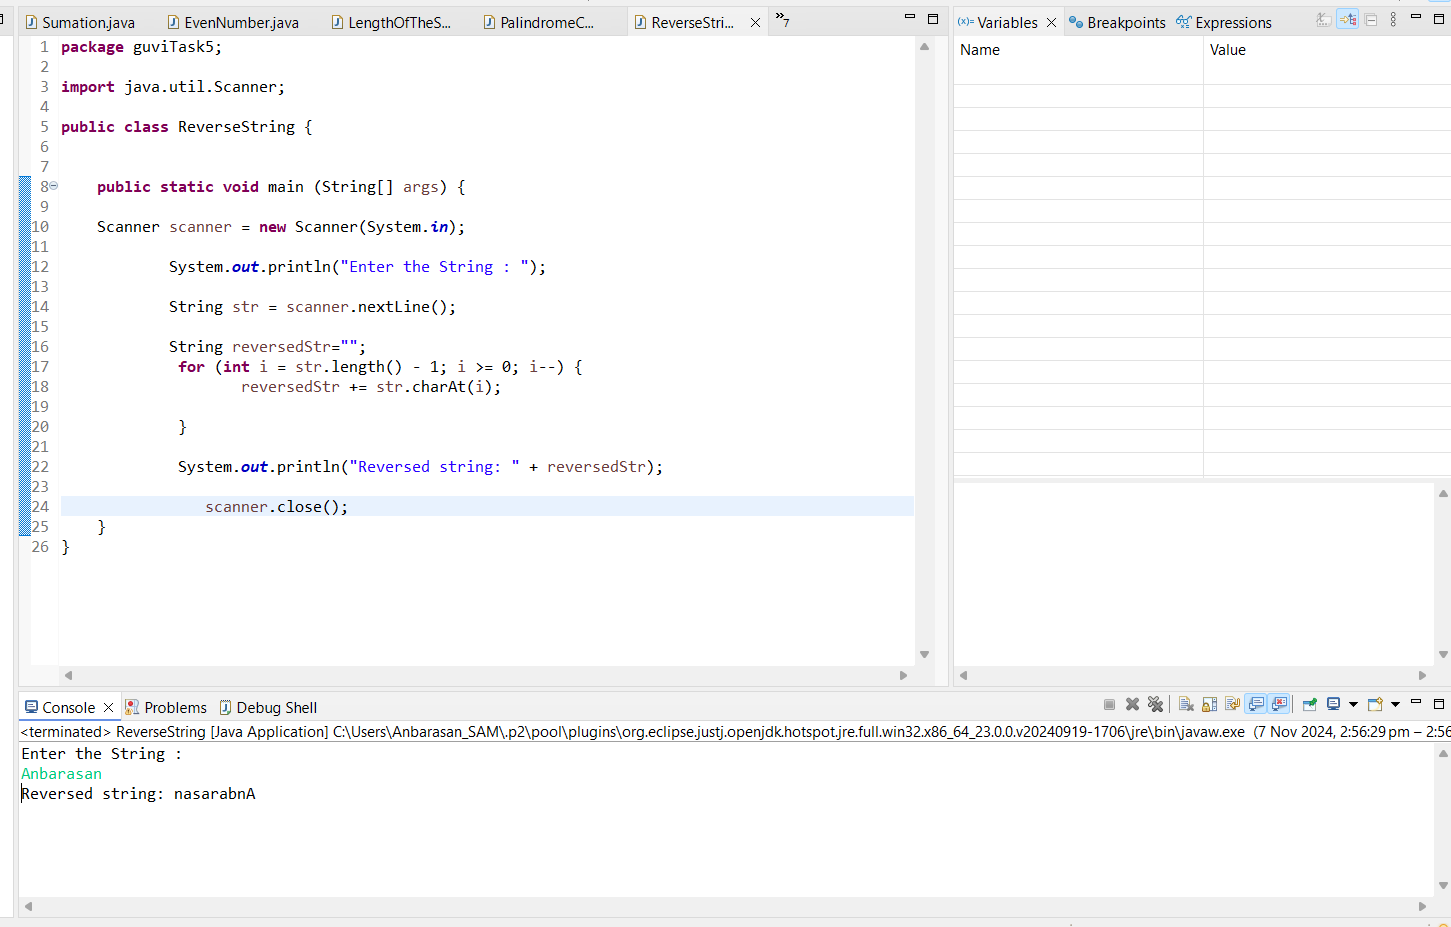 Sumation.java EvenNumber.java LengthOfTheS... PalindromeC... ReverseStri... »7
(x)= Variables Breakpoints Expressions
Name Value
1 package guviTask5;
2
3 import java.util.Scanner;
4
5 public class ReverseString {
6
7
8 public static void main (String[] args) {
9
10 Scanner scanner = new Scanner(System.in);
11
12 System.out.println("Enter the String : ");
13
14 String str = scanner.nextLine();
15
16 String reversedStr="";
17 for (int i = str.length() - 1; i >= 0; i--) {
18 reversedStr += str.charAt(i);
19
20 }
21
22 System.out.println("Reversed string: " + reversedStr);
23
24 scanner.close();
25 }
26 }
Console Problems Debug Shell
<terminated> ReverseString [Java Application] C:\Users\Anbarasan_SAM\.p2\pool\plugins\org.eclipse.justj.openjdk.hotspot.jre.full.win32.x86_64_23.0.0.v20240919-1706\jre\bin\javaw.exe (7 Nov 2024, 2:56:29 pm – 2:56
Enter the String :
Anbarasan
Reversed string: nasarabnA